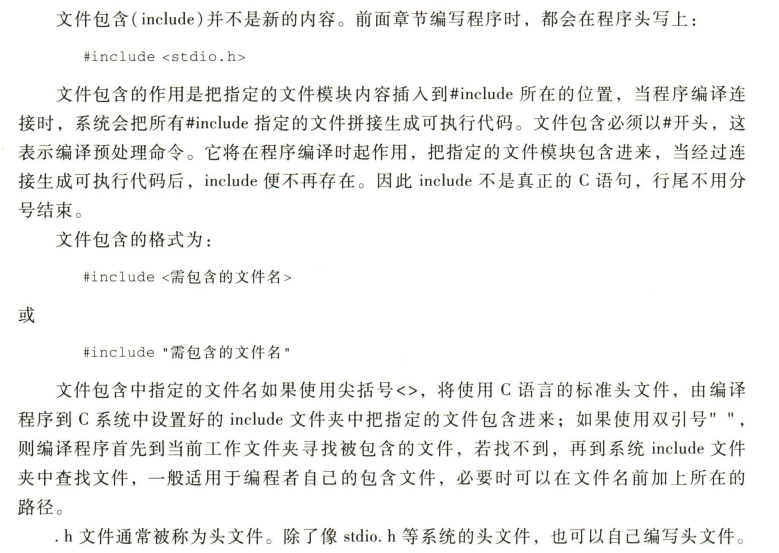 文件包含(include)并不是新的内容。前面章节编写程序时，都会在程序头写上：
#include <stdio.h>
文件包含的作用是把指定的文件模块内容插入到#include 所在的位置，当程序编译连
接时，系统会把所有#include 指定的文件拼接生成可执行代码。文件包含必须以#开头，这
表示编译预处理命令。它将在程序编译时起作用，把指定的文件模块包含进来，当经过连
接生成可执行代码后，include 便不再存在。因此 include 不是真正的 C 语句，行尾不用分
号结束。
文件包含的格式为：
#include <需包含的文件名>
或
#include "需包含的文件名"
文件包含中指定的文件名如果使用尖括号<>，将使用 C 语言的标准头文件，由编译
程序到 C 系统中设置好的 include 文件夹中把指定的文件包含进来；如果使用双引号" "，
则编译程序首先到当前工作文件夹寻找被包含的文件，若找不到，再到系统 include 文件
夹中查找文件，一般适用于编程者自己的包含文件，必要时可以在文件名前加上所在的
路径。
.h 文件通常被称为头文件。除了像 stdio.h 等系统的头文件，也可以自己编写头文件。